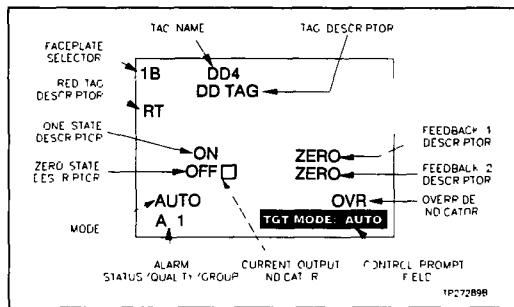 TAG NAME
TAG DESCRIPTOR
FACEPLATE
SELECTOR
1B
DD4
DD TAG
RED TAG
DESCRIPTOR
RT
ONE STATE
DESCRIPTOR
ON
ZERO
FEEDBACK 1
DESCRIPTOR
ZERO STATE
DESCRIPTOR
OFF
ZERO
FEEDBACK 2
DESCRIPTOR
AUTO
OVR
OVERRIDE
INDICATOR
MODE
A 1
TGT MODE: AUTO
ALARM
STATUS/QUALITY/GROUP
CURRENT OUTPUT
INDICATOR
CONTROL PROMPT
FIELD
TP27289B